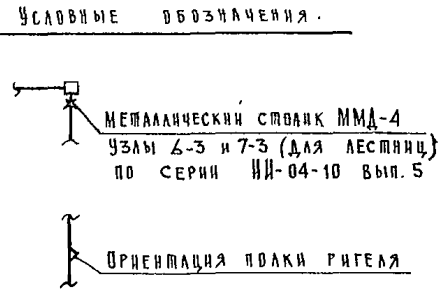 Условные обозначения.
Металлический столик ММД-4
Узлы 6-3 и 7-3 (для лестниц)
по серии ИИ-04-10 вып. 5
Ориентация полки ригеля